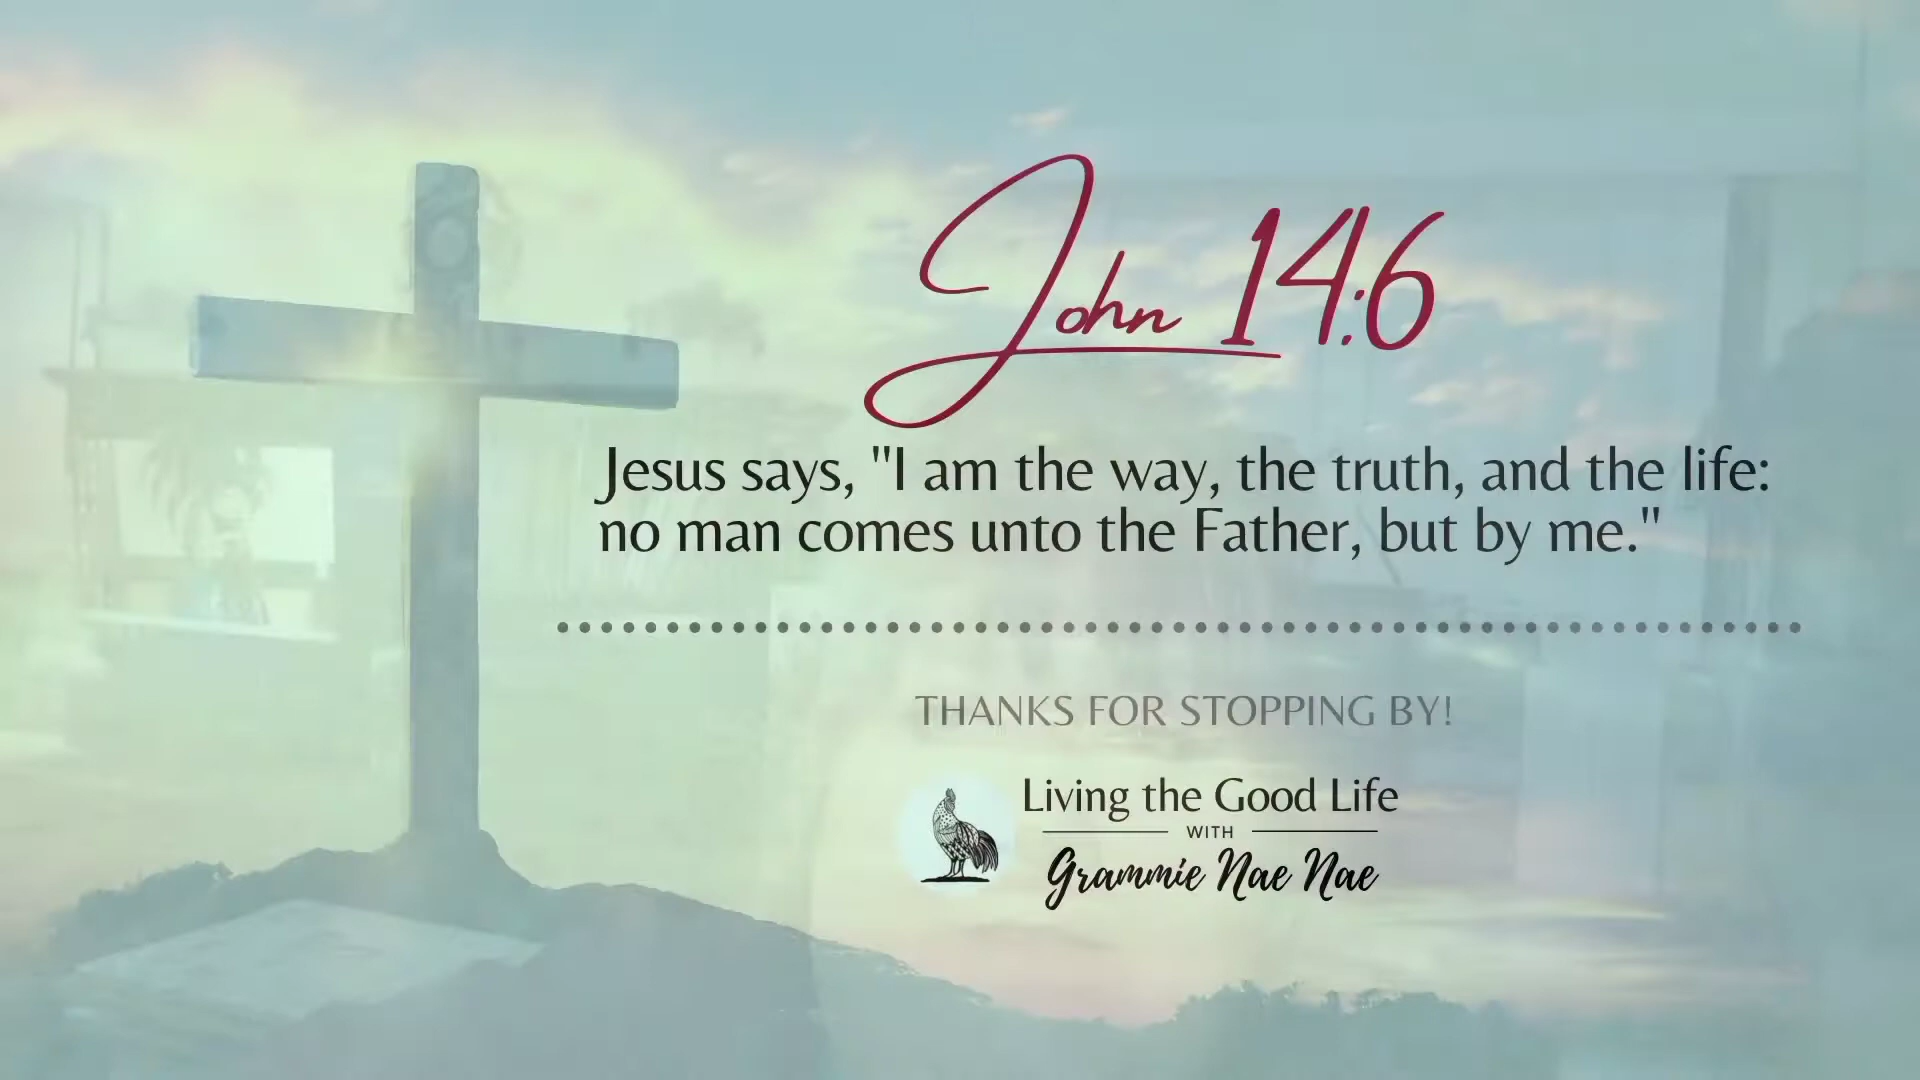 John 14:6
Jesus says, "I am the way, the truth, and the life:
no man comes unto the Father, but by me."
THANKS FOR STOPPING BY!
Living the Good Life
WITH
Grammie Nae Nae